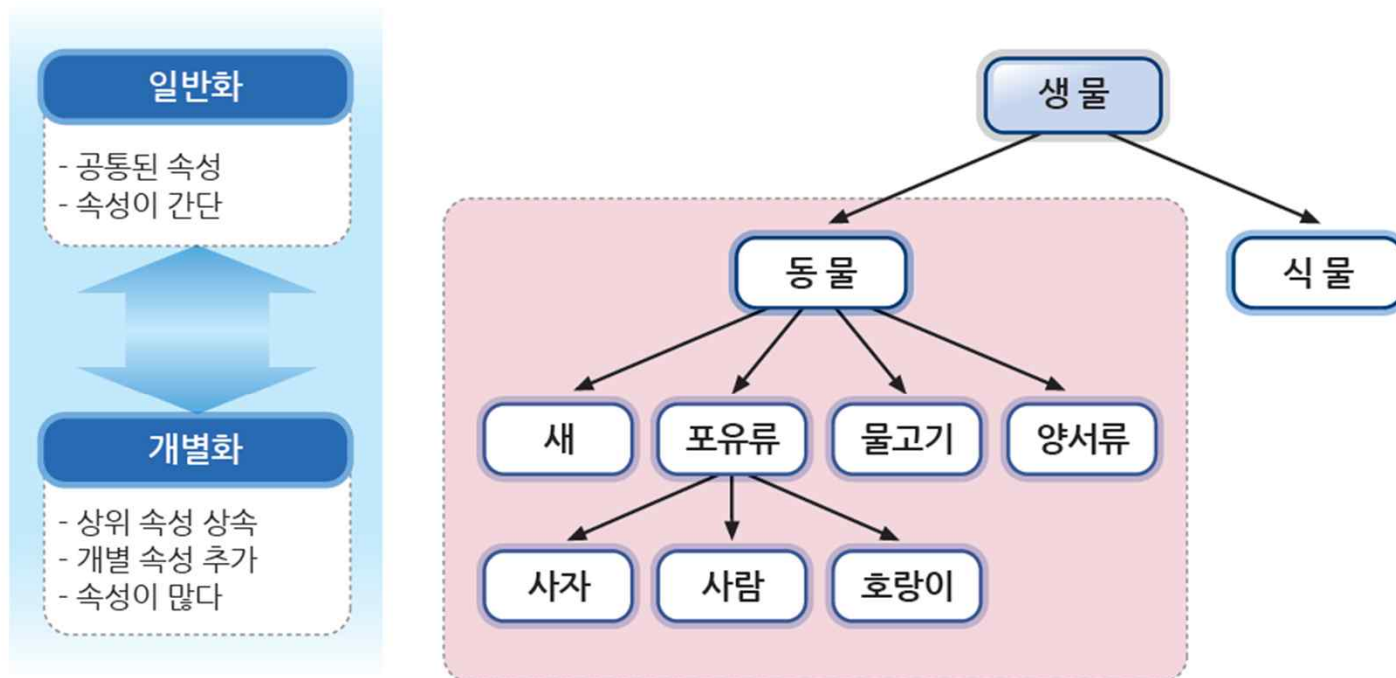 일반화
- 공통된 속성
- 속성이 간단
개별화
- 상위 속성 상속
- 개별 속성 추가
- 속성이 많다
생 물
동 물
식 물
새
포유류
물고기
양서류
사자
사람
호랑이